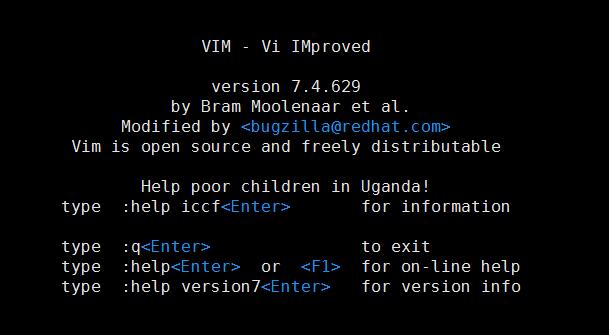 VIM - Vi IMproved
version 7.4.629
by Bram Moolenaar et al.
Modified by <bugzilla@redhat.com>
Vim is open source and freely distributable
Help poor children in Uganda!
type  :help iccf<Enter>       for information
type  :q<Enter>               to exit
type  :help<Enter>  or  <F1>  for on-line help
type  :help version7<Enter>   for version info